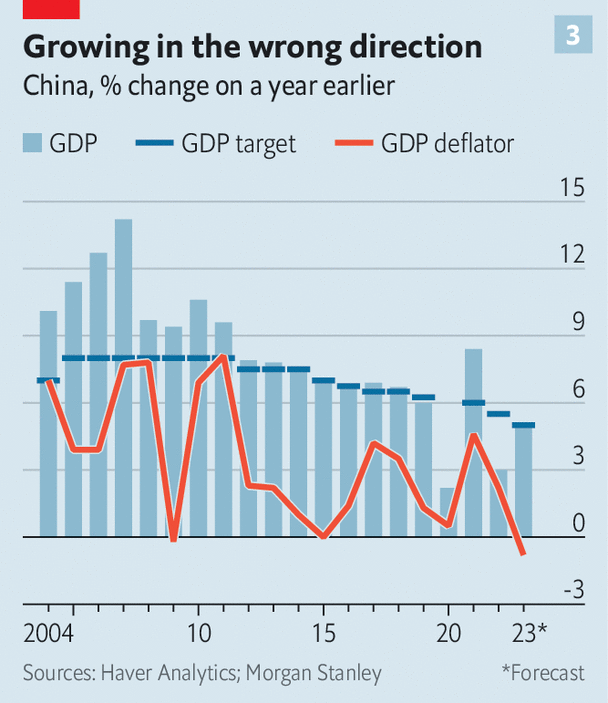 Growing in the wrong direction
3
China, % change on a year earlier
GDP GDP target GDP deflator
15
12
9
6
3
0
-3
2004 10 15 20 23*
Sources: Haver Analytics; Morgan Stanley *Forecast